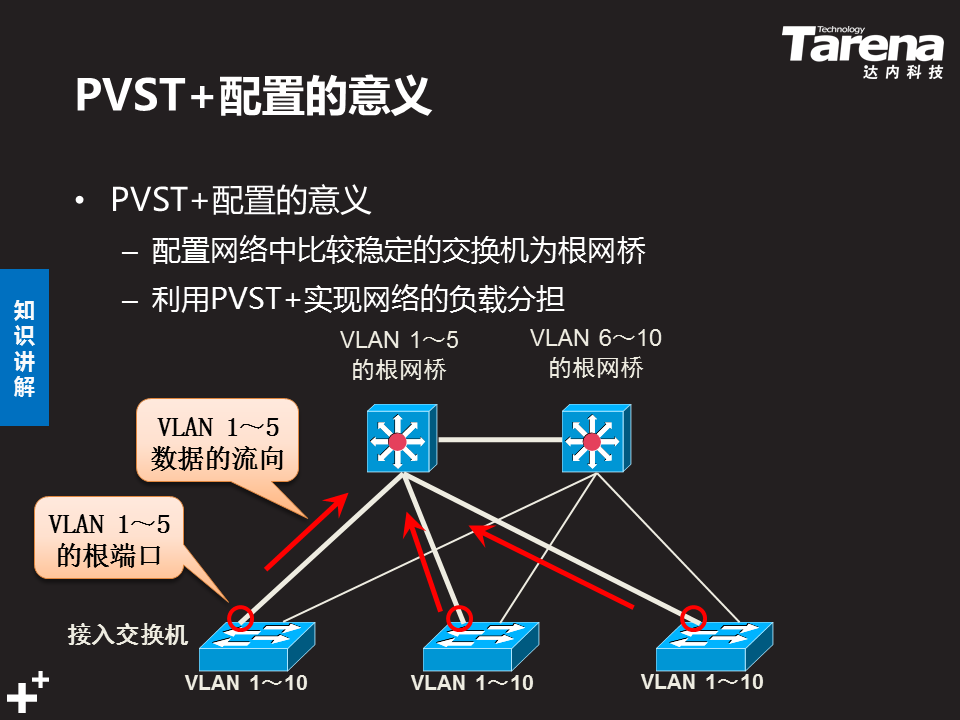 Technology
Tarena
达内科技
PVST+配置的意义
• PVST+配置的意义
– 配置网络中比较稳定的交换机为根网桥
– 利用PVST+实现网络的负载分担
知识讲解
VLAN 1～5
的根网桥
VLAN 6～10
的根网桥
VLAN 1～5
数据的流向
VLAN 1～5
的根端口
接入交换机
VLAN 1～10
VLAN 1～10
VLAN 1～10